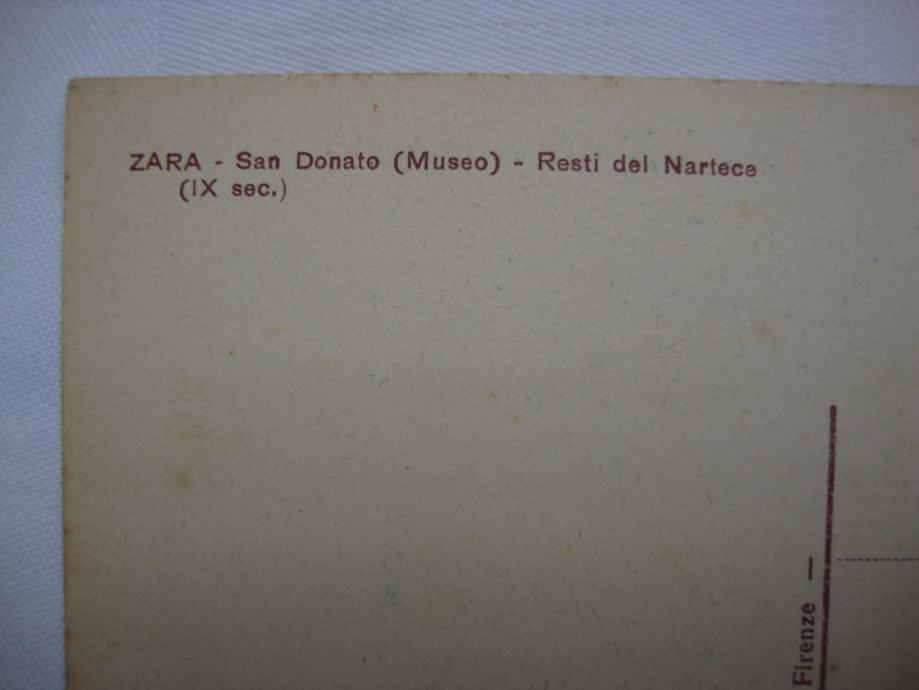 ZARA - San Donato (Museo) - Resti del Nartece
(IX sec.)
Firenze —